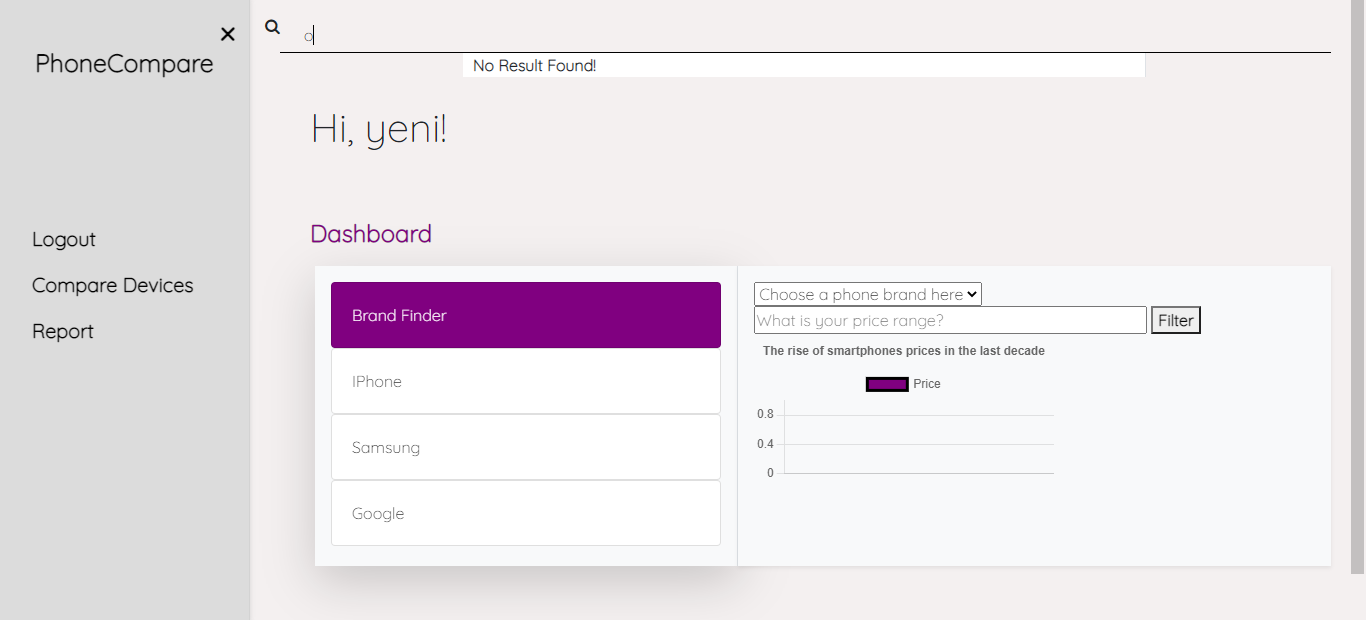 PhoneCompare
Logout
Compare Devices
Report
o
No Result Found!
Hi, yeni!
Dashboard
Brand Finder
IPhone
Samsung
Google
Choose a phone brand here
What is your price range?
Filter
The rise of smartphones prices in the last decade
Price
0.8
0.4
0